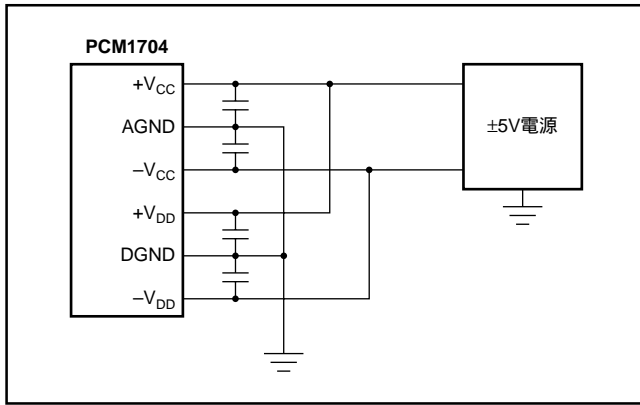 PCM1704
+VCC
AGND
–VCC
+VDD
DGND
–VDD
±5V電源